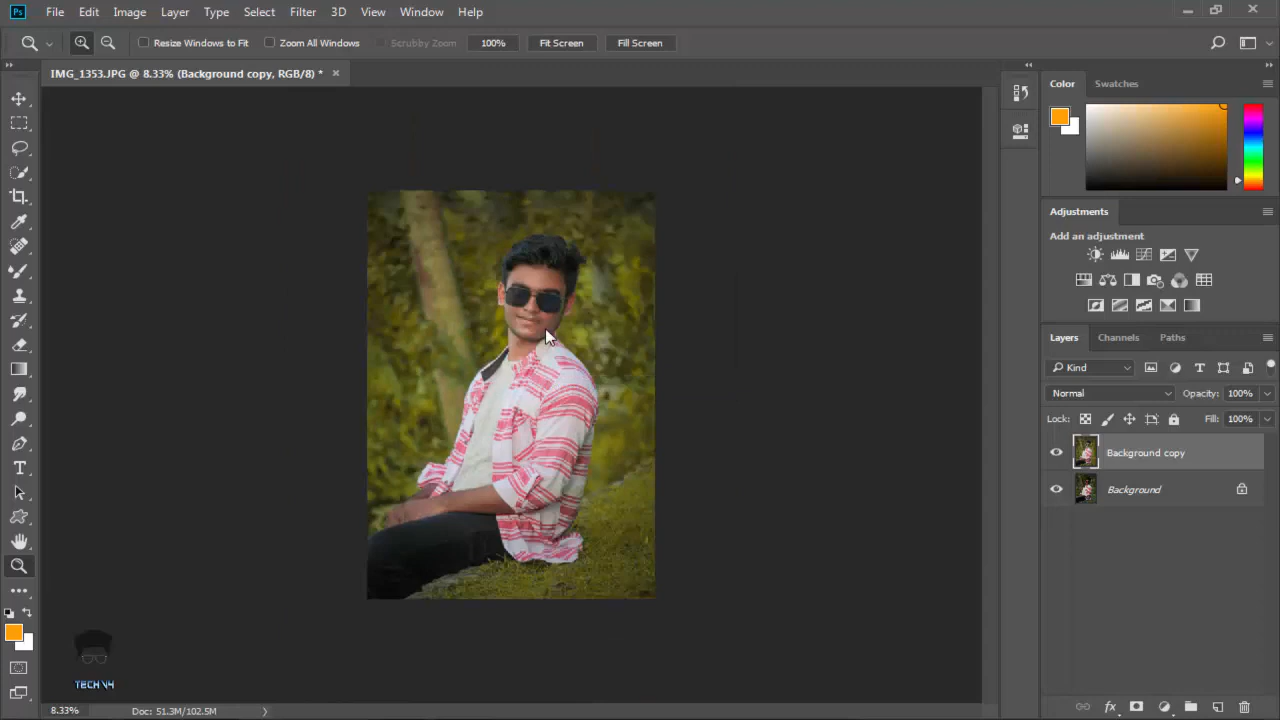 Ps File Edit Image Layer Type Select Filter 3D View Window Help
Resize Windows to Fit Zoom All Windows Scrubby Zoom 100% Fit Screen Fill Screen
IMG_1353.JPG @ 8.33% (Background copy, RGB/8) *
Color Swatches
Adjustments
Add an adjustment
Layers Channels Paths
Kind
Normal Opacity: 100%
Lock: Fill: 100%
Background copy
Background
TECH V4
8.33% Doc: 51.3M/102.5M